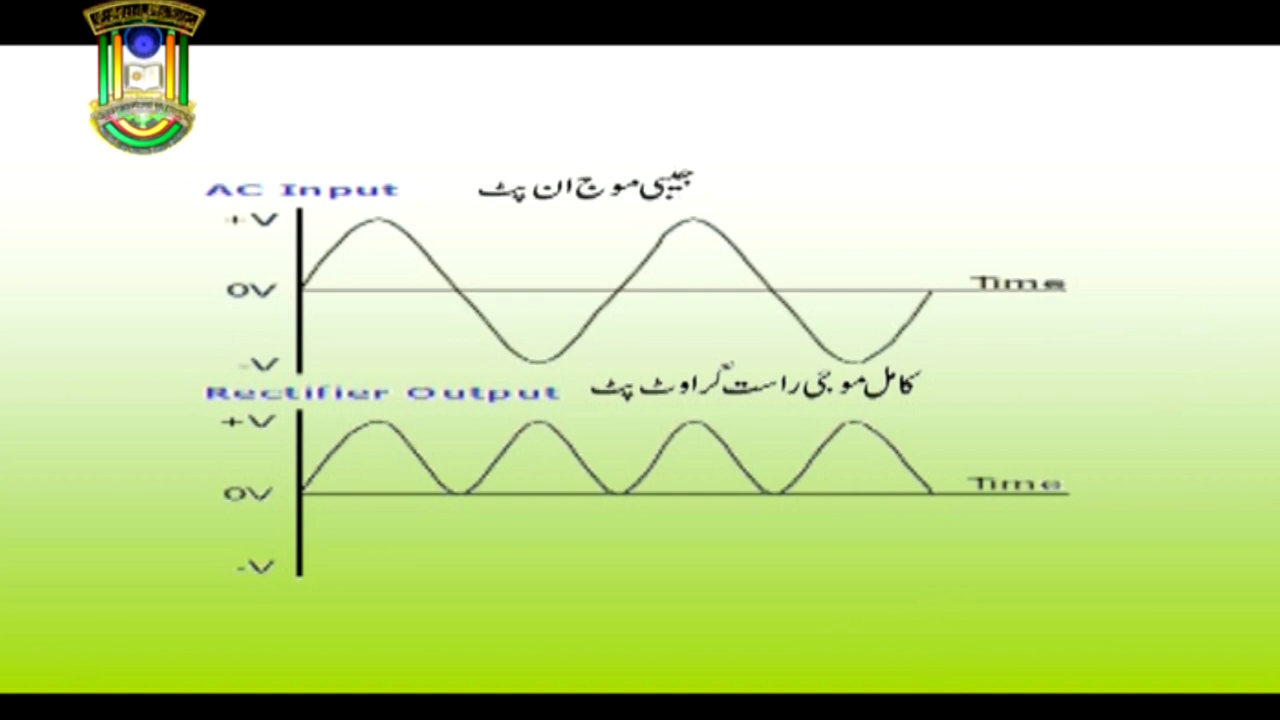 AC Input جیبی موج ان پٹ
+V
0V Time
-V
Rectifier Output کامل موجی راست گر اوٹ پٹ
+V
0V Time
-V